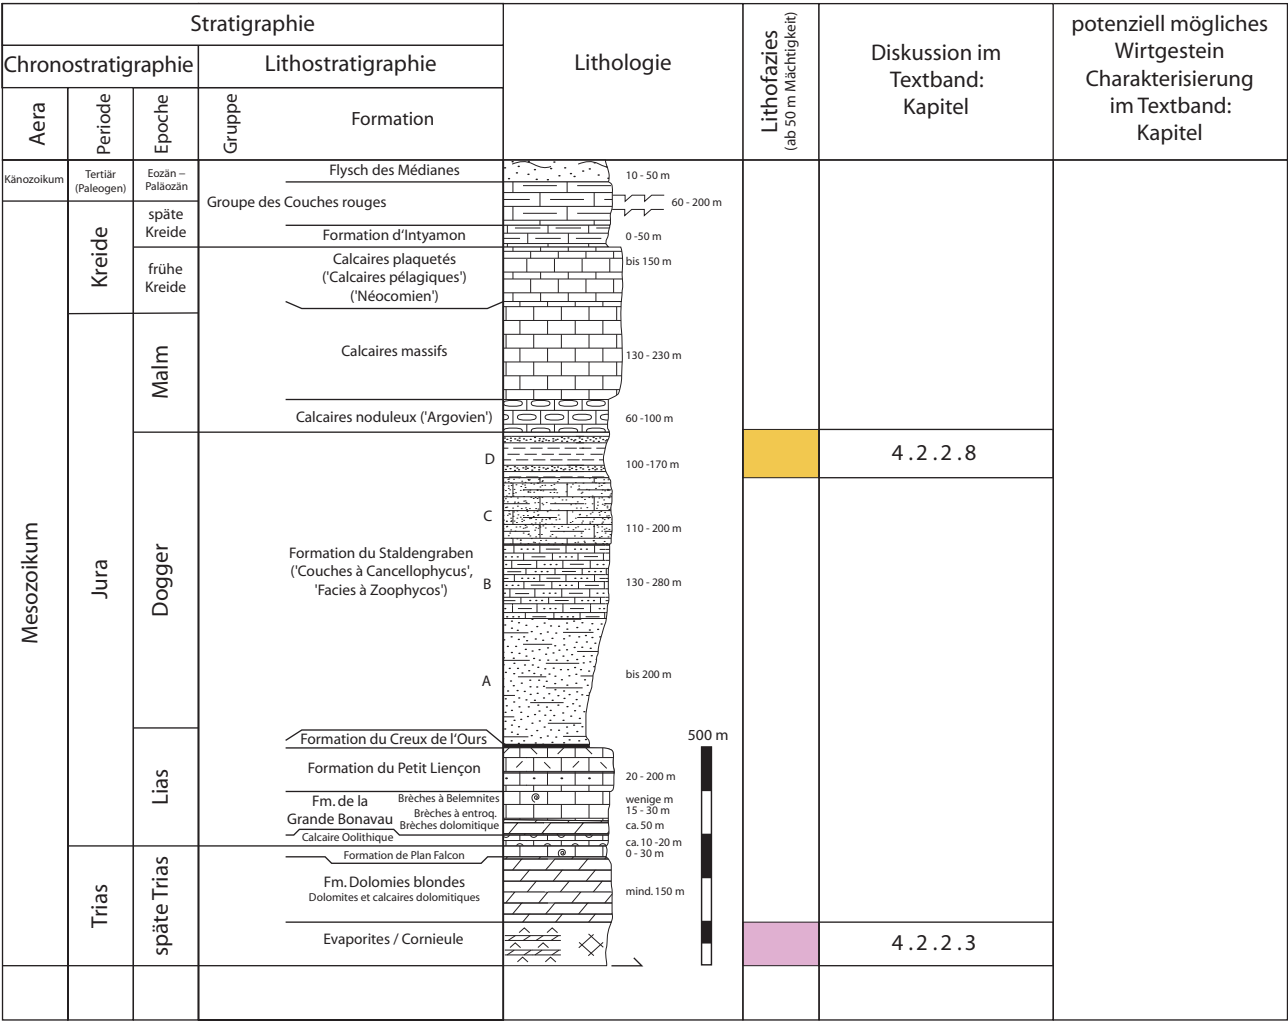 Stratigraphie
Chronostratigraphie
Lithostratigraphie
Aera
Periode
Epoche
Gruppe
Formation
Lithologie
Lithofazies
(ab 50 m Mächtigkeit)
Diskussion im
Textband:
Kapitel
potenziell mögliches
Wirtgestein
Charakterisierung
im Textband:
Kapitel
Känozoikum
Tertiär
(Paleogen)
Eozän –
Paläozän
Flysch des Médianes
10 - 50 m
Groupe des Couches rouges
60 - 200 m
Mesozoikum
Kreide
späte
Kreide
Formation d‘Intyamon
0 -50 m
frühe
Kreide
Calcaires plaquetés
('Calcaires pélagiques')
('Néocomien')
bis 150 m
Jura
Malm
Calcaires massifs
130 - 230 m
Calcaires noduleux ('Argovien')
60 -100 m
Dogger
D
100 -170 m
4.2.2.8
C
110 - 200 m
Formation du Staldengraben
('Couches à Cancellophycus',
'Facies à Zoophycos')
B
130 - 280 m
A
bis 200 m
Lias
Formation du Creux de l‘Ours
500 m
Formation du Petit Liençon
20 - 200 m
Fm. de la
Grande Bonavau
Brèches à Belemnites
wenige m
Brèches à entroq.
15 - 30 m
Brèches dolomitique
ca. 50 m
Calcaire Oolithique
ca. 10 -20 m
Trias
späte Trias
Formation de Plan Falcon
0 - 30 m
Fm. Dolomies blondes
Dolomites et calcaires dolomitiques
mind. 150 m
Evaporites / Cornieule
4.2.2.3